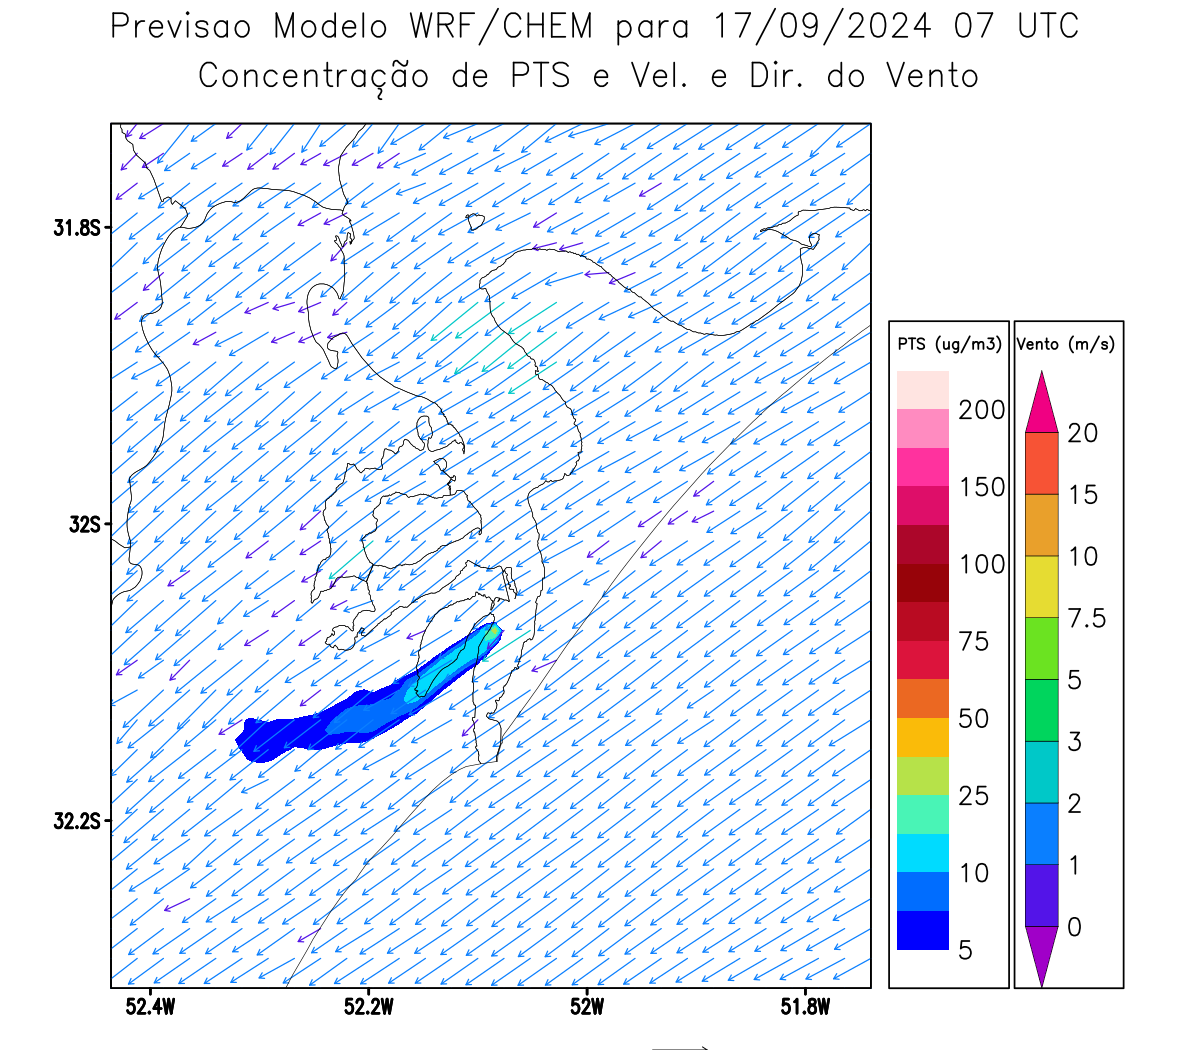 Previsao Modelo WRF/CHEM para 17/09/2024 07 UTC
Concentração de PTS e Vel. e Dir. do Vento
31.8S
32S
32.2S
52.4W
52.2W
52W
51.8W
PTS (ug/m3)
200
150
100
75
50
25
10
5
Vento (m/s)
20
15
10
7.5
5
3
2
1
0